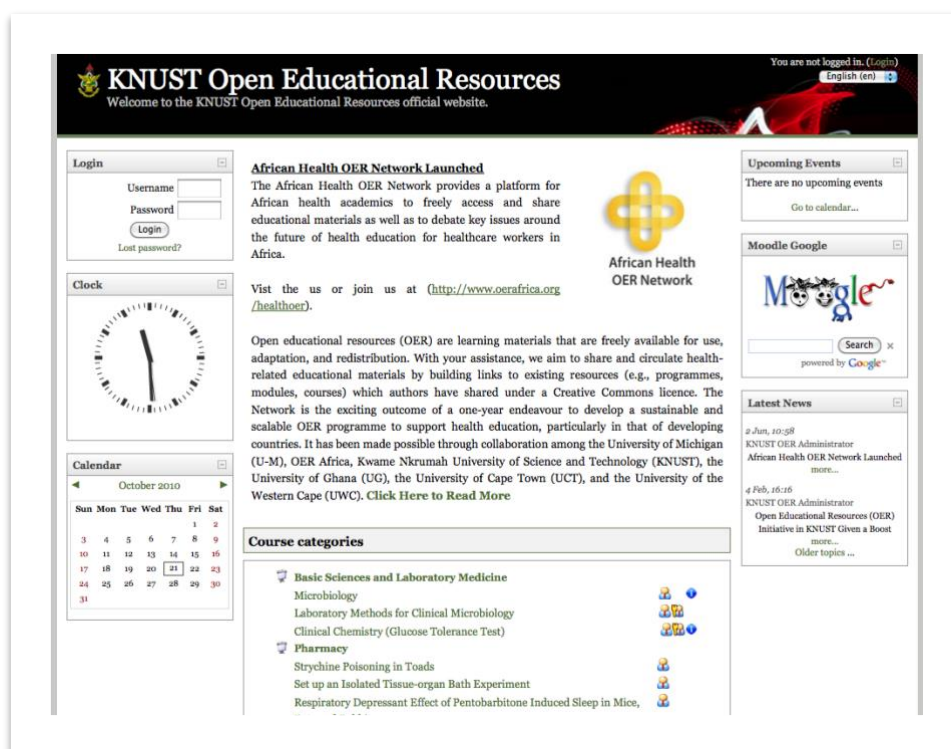 KNUST Open Educational Resources
Welcome to the KNUST Open Educational Resources official website.
You are not logged in. (Login)
English (en)
Login
Username
Password
Login
Lost password?
Clock
Calendar
October 2010
Sun Mon Tue Wed Thu Fri Sat
1 2
3 4 5 6 7 8 9
10 11 12 13 14 15 16
17 18 19 20 21 22 23
24 25 26 27 28 29 30
31
African Health OER Network Launched
The African Health OER Network provides a platform for
African health academics to freely access and share
educational materials as well as to debate key issues around
the future of health education for healthcare workers in
Africa.
Vist the us or join us at (http://www.oerafrica.org
/healthoer).
African Health
OER Network
Open educational resources (OER) are learning materials that are freely available for use,
adaptation, and redistribution. With your assistance, we aim to share and circulate health-
related educational materials by building links to existing resources (e.g., programmes,
modules, courses) which authors have shared under a Creative Commons licence. The
Network is the exciting outcome of a one-year endeavour to develop a sustainable and
scalable OER programme to support health education, particularly in that of developing
countries. It has been made possible through collaboration among the University of Michigan
(U-M), OER Africa, Kwame Nkrumah University of Science and Technology (KNUST), the
University of Ghana (UG), the University of Cape Town (UCT), and the University of the
Western Cape (UWC). Click Here to Read More
Course categories
Basic Sciences and Laboratory Medicine
Microbiology
Laboratory Methods for Clinical Microbiology
Clinical Chemistry (Glucose Tolerance Test)
Pharmacy
Strychine Poisoning in Toads
Set up an Isolated Tissue-organ Bath Experiment
Respiratory Depressant Effect of Pentobarbitone Induced Sleep in Mice,
Upcoming Events
There are no upcoming events
Go to calendar...
Moodle Google
Moogle
Search
powered by Google™
Latest News
2 Jun, 10:58
KNUST OER Administrator
African Health OER Network Launched
more...
4 Feb, 16:16
KNUST OER Administrator
Open Educational Resources (OER)
Initiative in KNUST Given a Boost
more...
Older topics ...